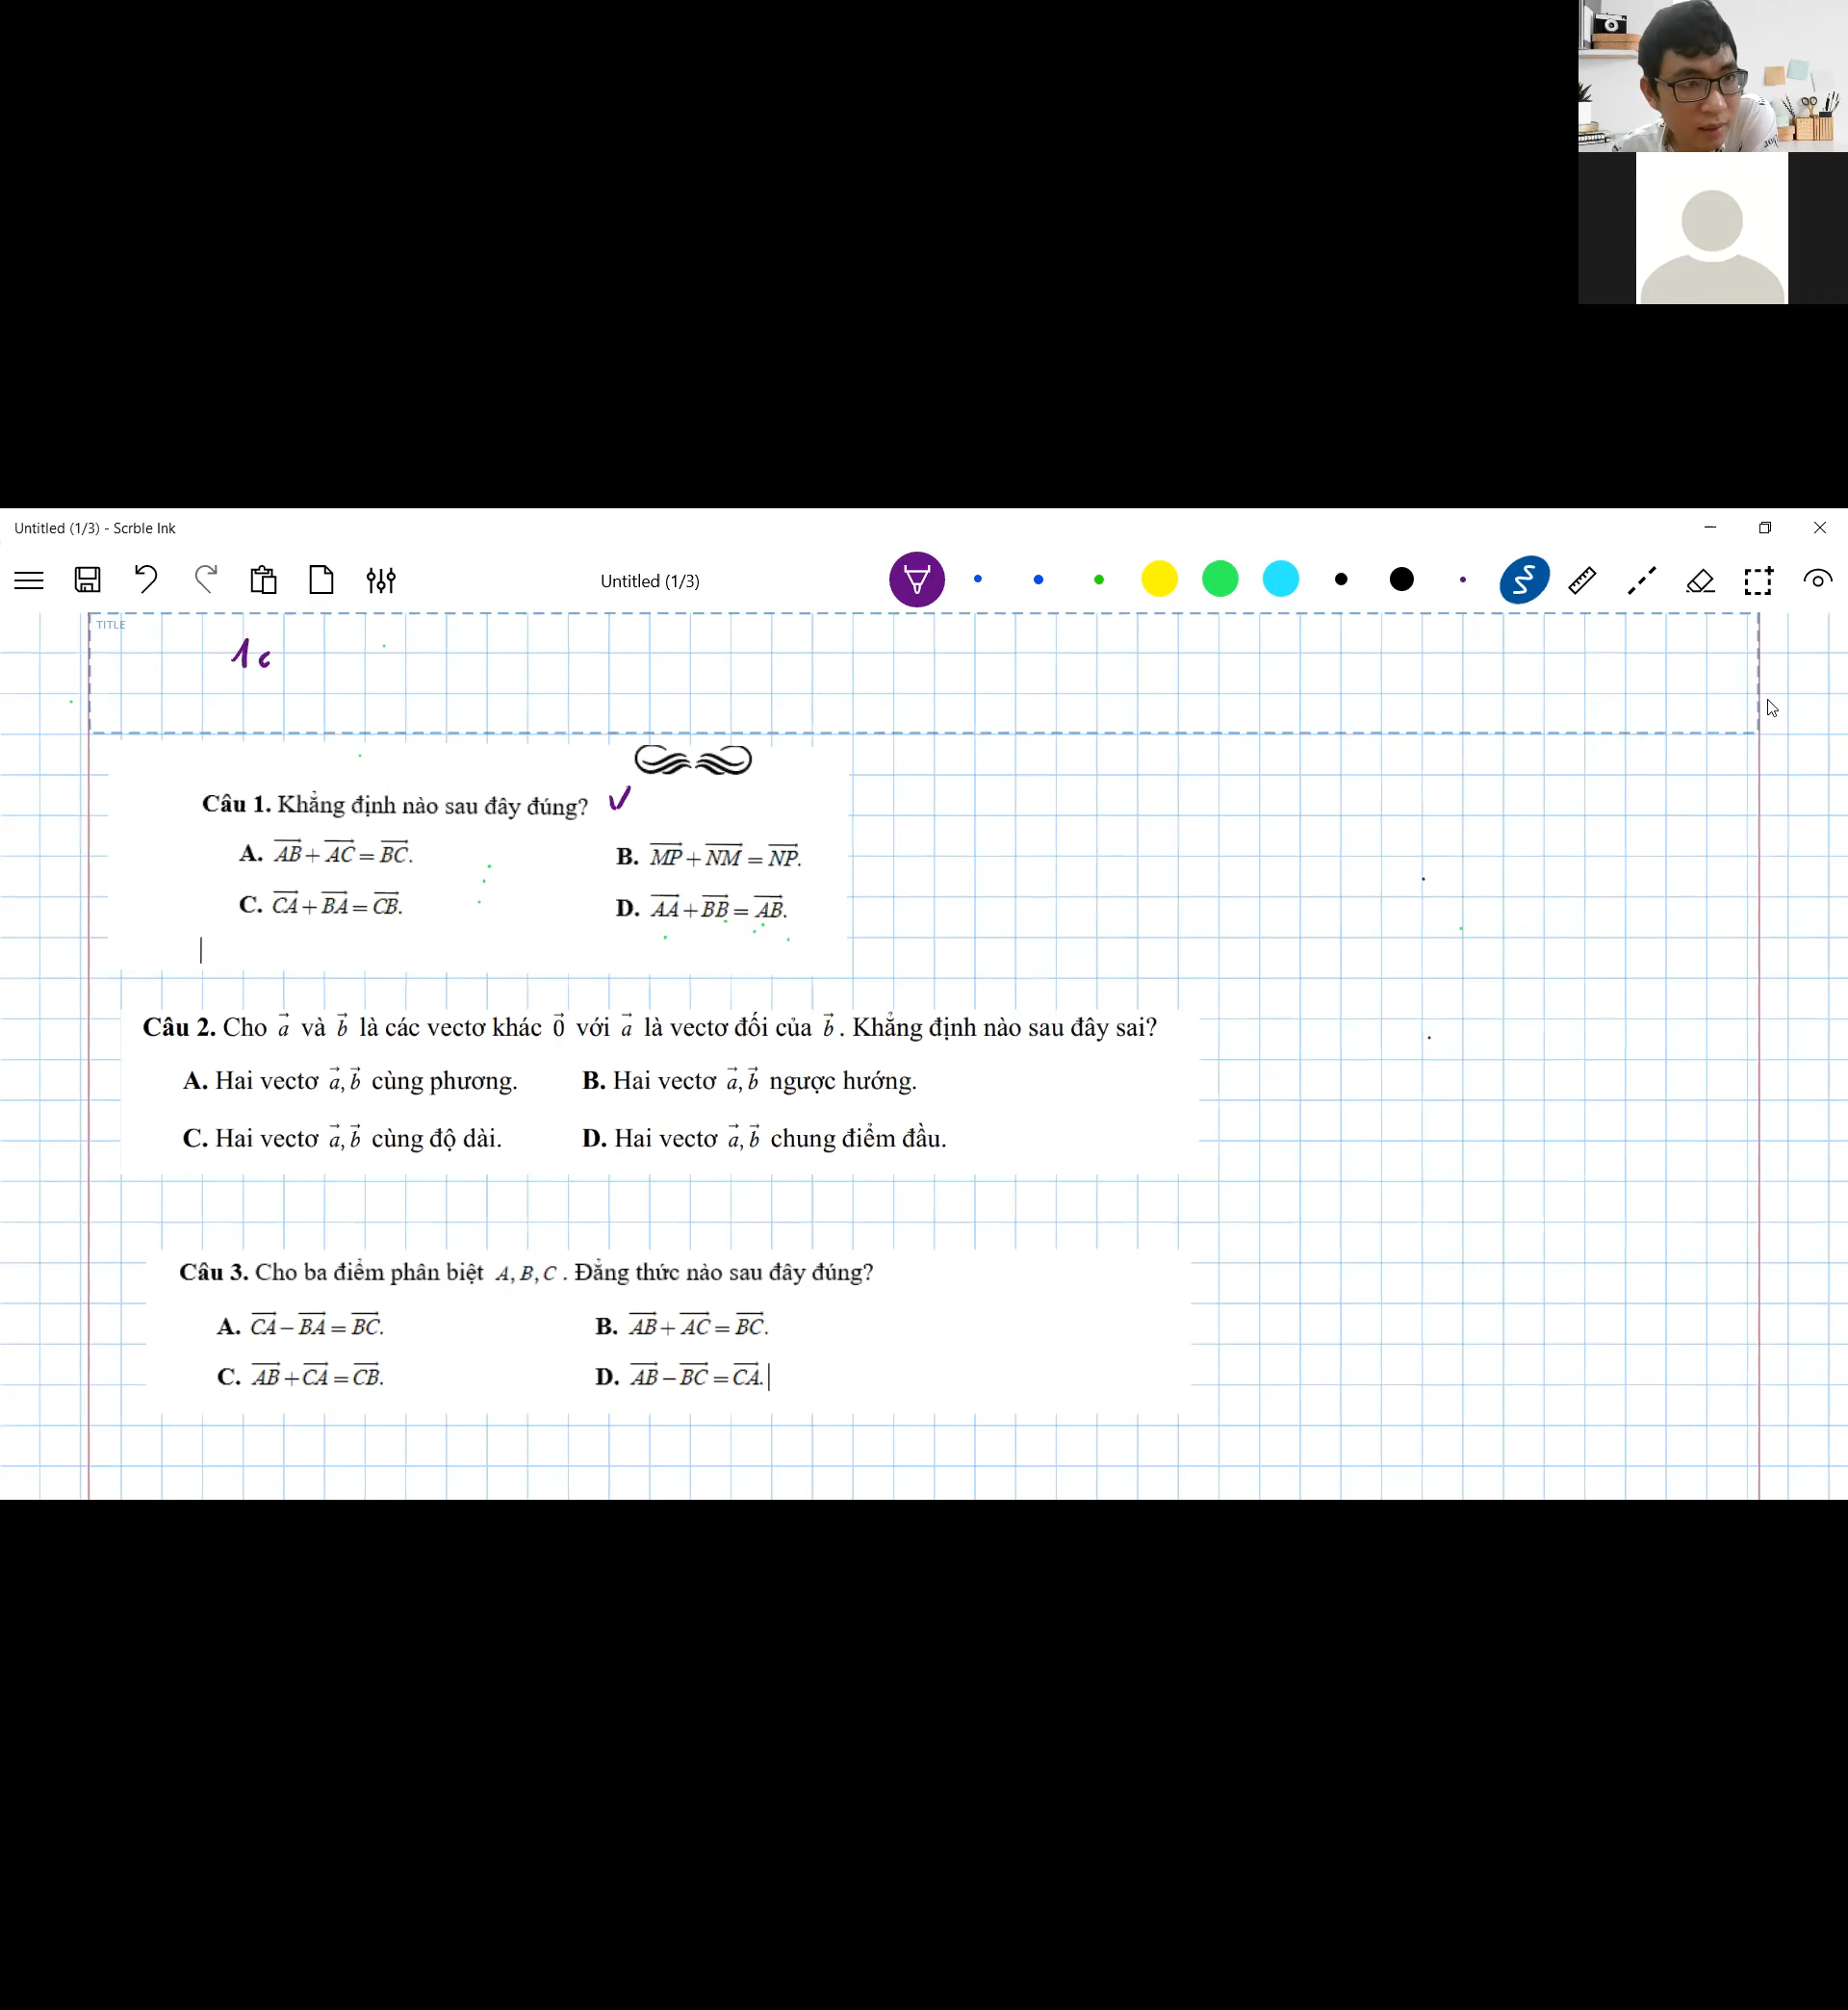 Untitled (1/3) - Scrble Ink
Untitled (1/3)
TITLE
1c
Câu 1. Khẳng định nào sau đây đúng?
A. $\overrightarrow{AB}+\overrightarrow{AC}=\overrightarrow{BC}$. B. $\overrightarrow{MP}+\overrightarrow{NM}=\overrightarrow{NP}$.
C. $\overrightarrow{CA}+\overrightarrow{BA}=\overrightarrow{CB}$. D. $\overrightarrow{AA}+\overrightarrow{BB}=\overrightarrow{AB}$.
Câu 2. Cho $\vec{a}$ và $\vec{b}$ là các vectơ khác $\vec{0}$ với $\vec{a}$ là vectơ đối của $\vec{b}$. Khẳng định nào sau đây sai?
A. Hai vectơ $\vec{a},\vec{b}$ cùng phương. B. Hai vectơ $\vec{a},\vec{b}$ ngược hướng.
C. Hai vectơ $\vec{a},\vec{b}$ cùng độ dài. D. Hai vectơ $\vec{a},\vec{b}$ chung điểm đầu.
Câu 3. Cho ba điểm phân biệt A, B, C. Đẳng thức nào sau đây đúng?
A. $\overrightarrow{CA}-\overrightarrow{BA}=\overrightarrow{BC}$. B. $\overrightarrow{AB}+\overrightarrow{AC}=\overrightarrow{BC}$.
C. $\overrightarrow{AB}+\overrightarrow{CA}=\overrightarrow{CB}$. D. $\overrightarrow{AB}-\overrightarrow{BC}=\overrightarrow{CA}$.